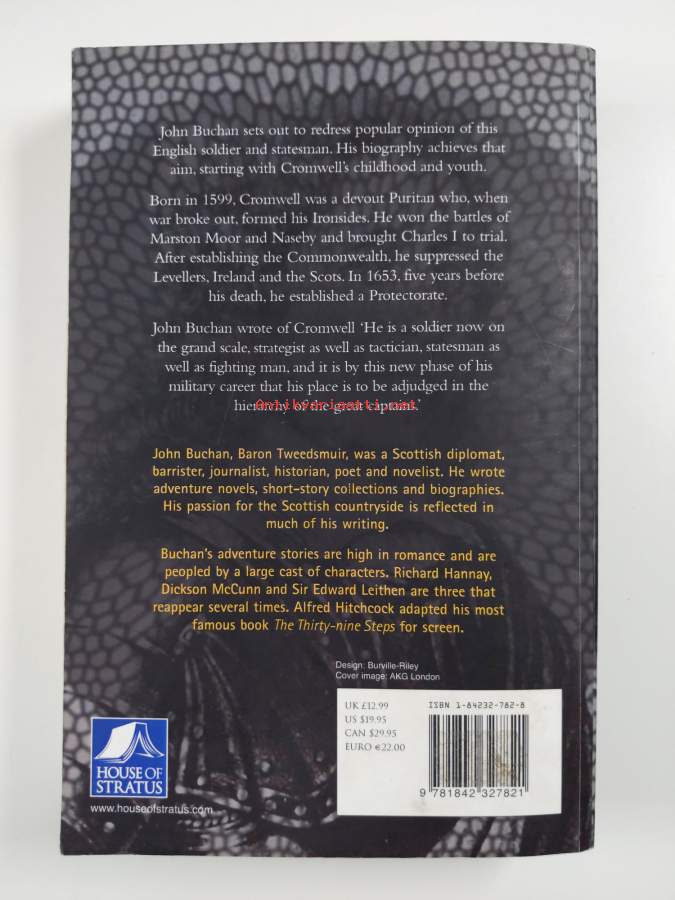 John Buchan sets out to redress popular opinion of this
English soldier and statesman. His biography achieves that
aim, starting with Cromwell's childhood and youth.
Born in 1599, Cromwell was a devout Puritan who, when
war broke out, formed his Ironsides. He won the battles of
Marston Moor and Naseby and brought Charles I to trial.
After establishing the Commonwealth, he suppressed the
Levellers, Ireland and the Scots. In 1653, five years before
his death, he established a Protectorate.
John Buchan wrote of Cromwell ‘He is a soldier now on
the grand scale, strategist as well as tactician, statesman as
well as fighting man, and it is by this new phase of his
military career that his place is to be adjudged in the
hierarchy of the great captains.’
Antikvariaatti.net
John Buchan, Baron Tweedsmuir, was a Scottish diplomat,
barrister, journalist, historian, poet and novelist. He wrote
adventure novels, short-story collections and biographies.
His passion for the Scottish countryside is reflected in
much of his writing.
Buchan's adventure stories are high in romance and are
peopled by a large cast of characters. Richard Hannay,
Dickson McCunn and Sir Edward Leithen are three that
reappear several times. Alfred Hitchcock adapted his most
famous book The Thirty-nine Steps for screen.
Design: Burville-Riley
Cover image: AKG London
UK £12.99
US $19.95
CAN $29.95
EURO €22.00
ISBN 1-84232-782-8
9 781842 327821
HOUSE OF
STRATUS
www.houseofstratus.com